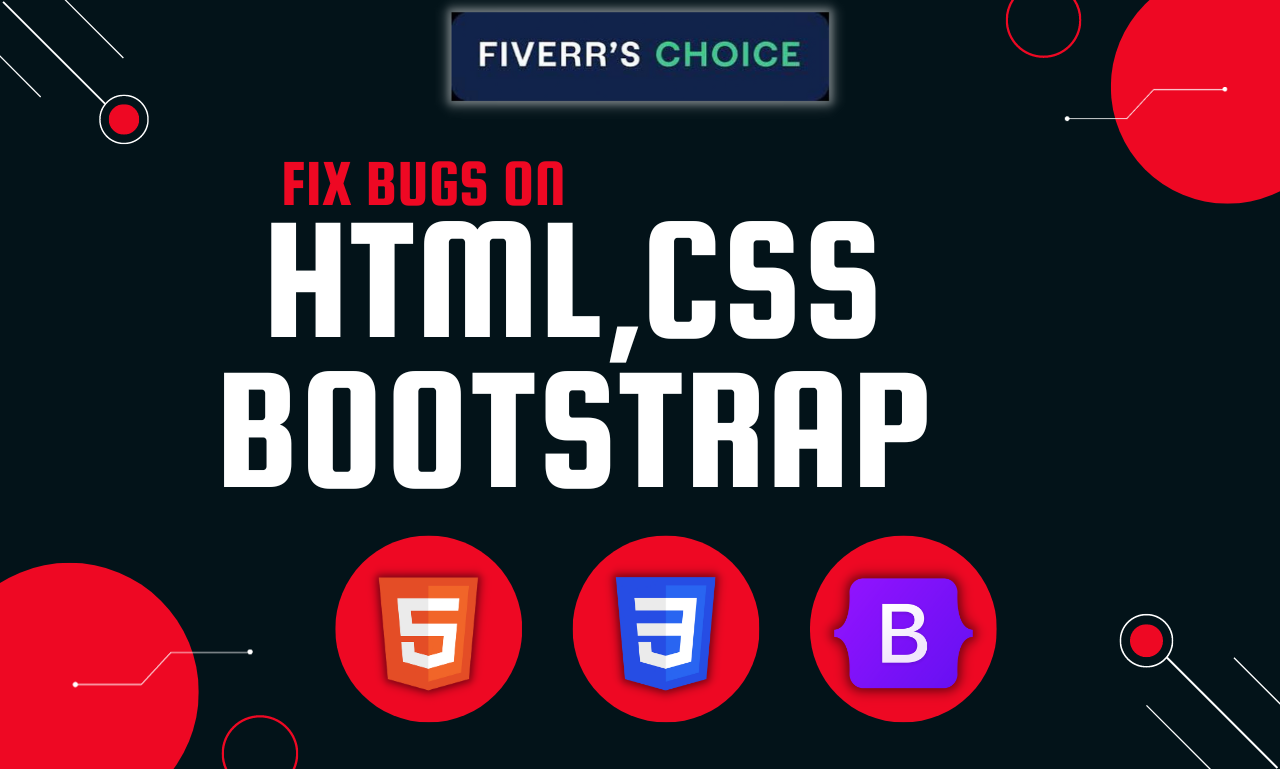 FIVERR'S CHOICE
FIX BUGS ON
HTML,CSS
BOOTSTRAP
5
3
B